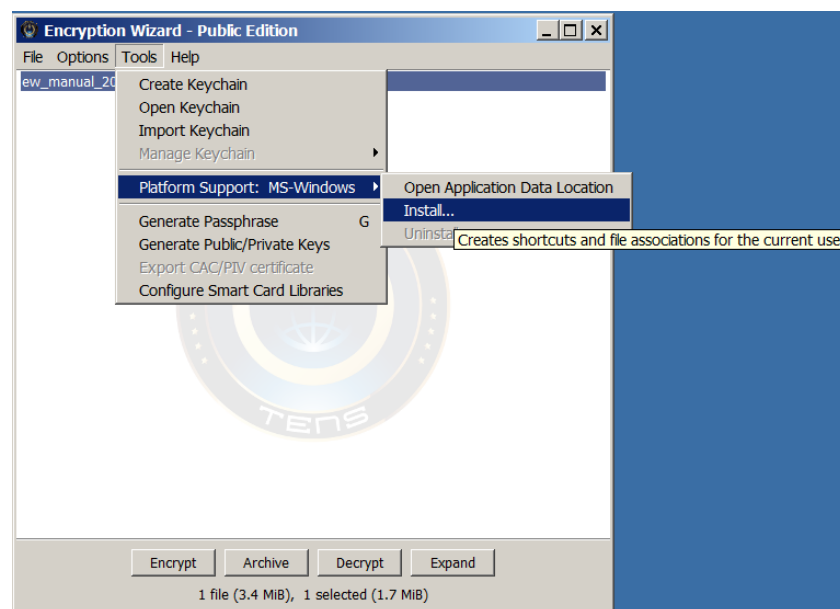 Encryption Wizard - Public Edition
File Options Tools Help
ew_manual_20
Create Keychain
Open Keychain
Import Keychain
Manage Keychain
Platform Support: MS-Windows
Open Application Data Location
Install...
Uninsta
Creates shortcuts and file associations for the current use
Generate Passphrase G
Generate Public/Private Keys
Export CAC/PIV certificate
Configure Smart Card Libraries
TENS
Encrypt Archive Decrypt Expand
1 file (3.4 MiB), 1 selected (1.7 MiB)